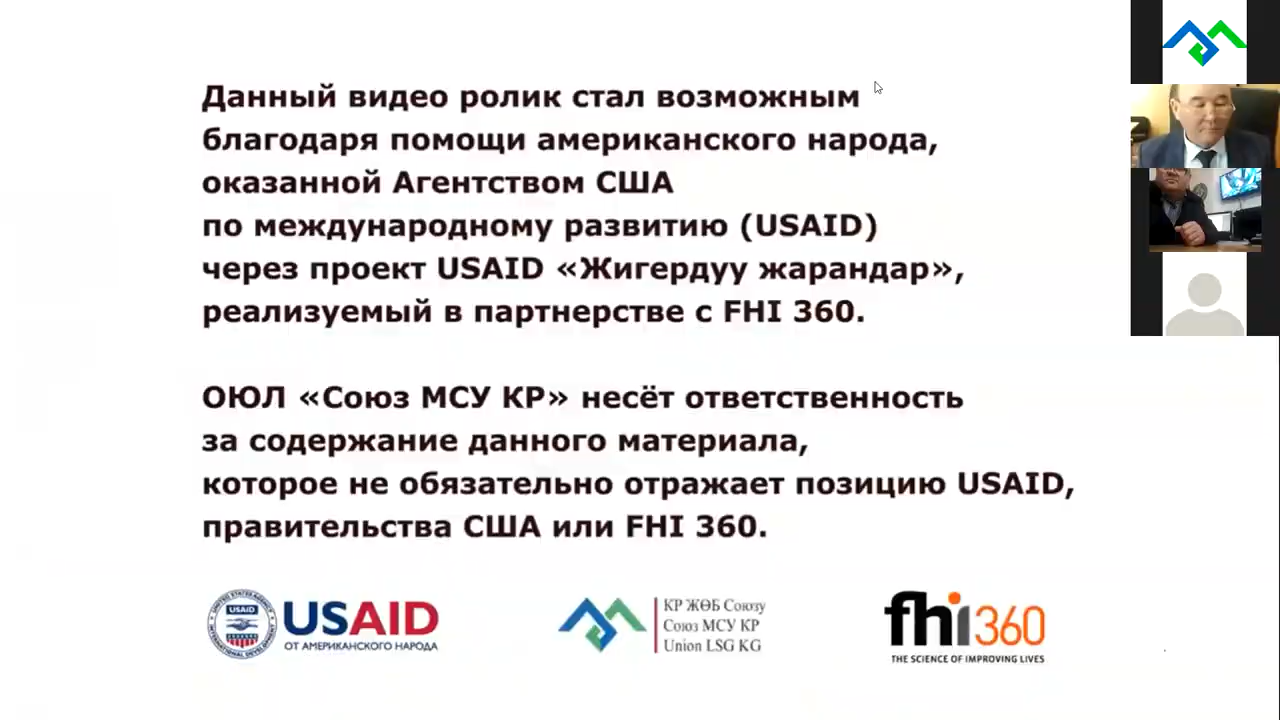 Данный видео ролик стал возможным
благодаря помощи американского народа,
оказанной Агентством США
по международному развитию (USAID)
через проект USAID «Жигердуу жарандар»,
реализуемый в партнерстве с FHI 360.
ОЮЛ «Союз МСУ КР» несёт ответственность
за содержание данного материала,
которое не обязательно отражает позицию USAID,
правительства США или FHI 360.
USAID
USAID
ОТ АМЕРИКАНСКОГО НАРОДА
КР ЖӨБ Союзу
Союз МСУ КР
Union LSG KG
fhi360
THE SCIENCE OF IMPROVING LIVES